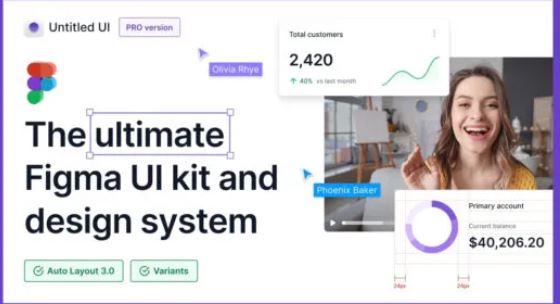 Untitled UI
PRO version
Olivia Rhye
Total customers
2,420
40% vs last month
The ultimate
Figma UI kit and
design system
Phoenix Baker
Primary account
Current balance
$40,206.20
24px
24px
Auto Layout 3.0
Variants